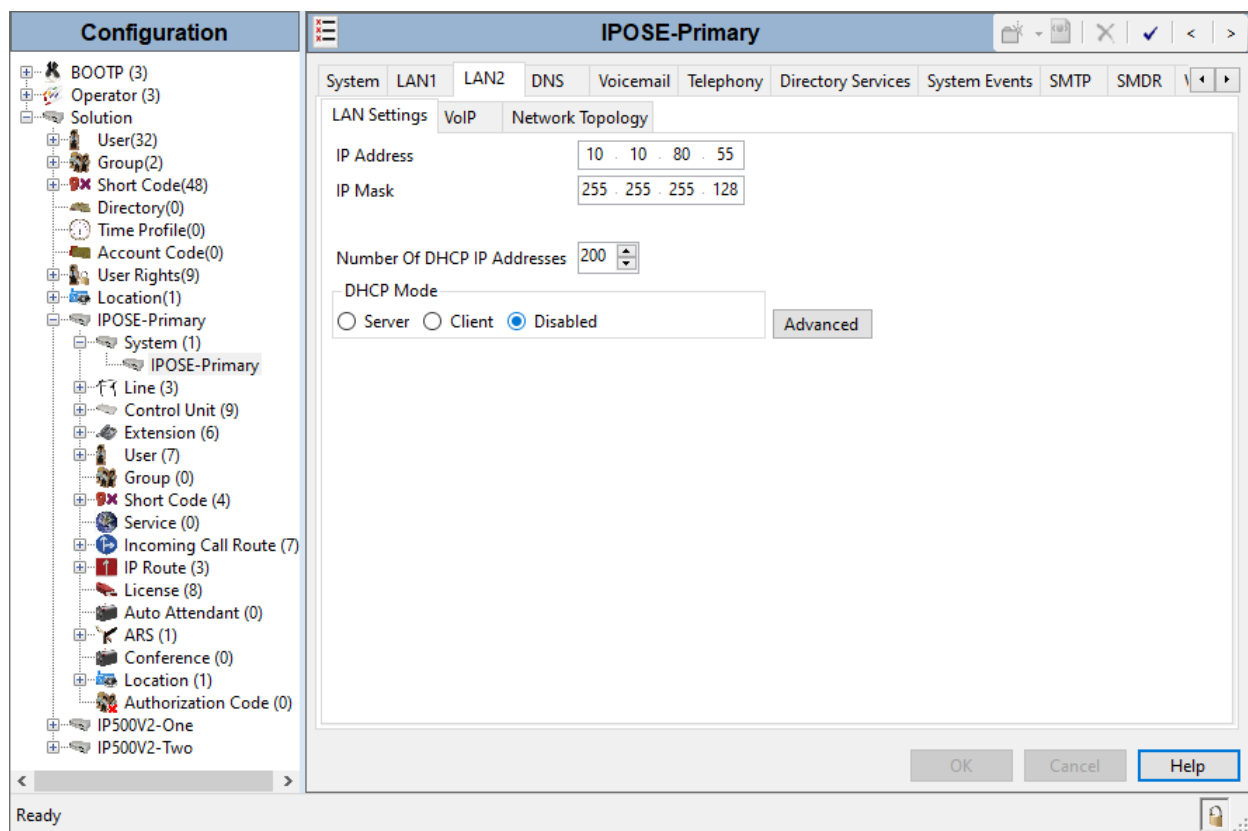 Configuration
BOOTP (3)
Operator (3)
Solution
User(32)
Group(2)
Short Code(48)
Directory(0)
Time Profile(0)
Account Code(0)
User Rights(9)
Location(1)
IPOSE-Primary
System (1)
IPOSE-Primary
Line (3)
Control Unit (9)
Extension (6)
User (7)
Group (0)
Short Code (4)
Service (0)
Incoming Call Route (7)
IP Route (3)
License (8)
Auto Attendant (0)
ARS (1)
Conference (0)
Location (1)
Authorization Code (0)
IP500V2-One
IP500V2-Two
IPOSE-Primary
System LAN1 LAN2 DNS Voicemail Telephony Directory Services System Events SMTP SMDR
LAN Settings VoIP Network Topology
IP Address 10 . 10 . 80 . 55
IP Mask 255 . 255 . 255 . 128
Number Of DHCP IP Addresses 200
DHCP Mode
Server Client Disabled Advanced
OK Cancel Help
Ready